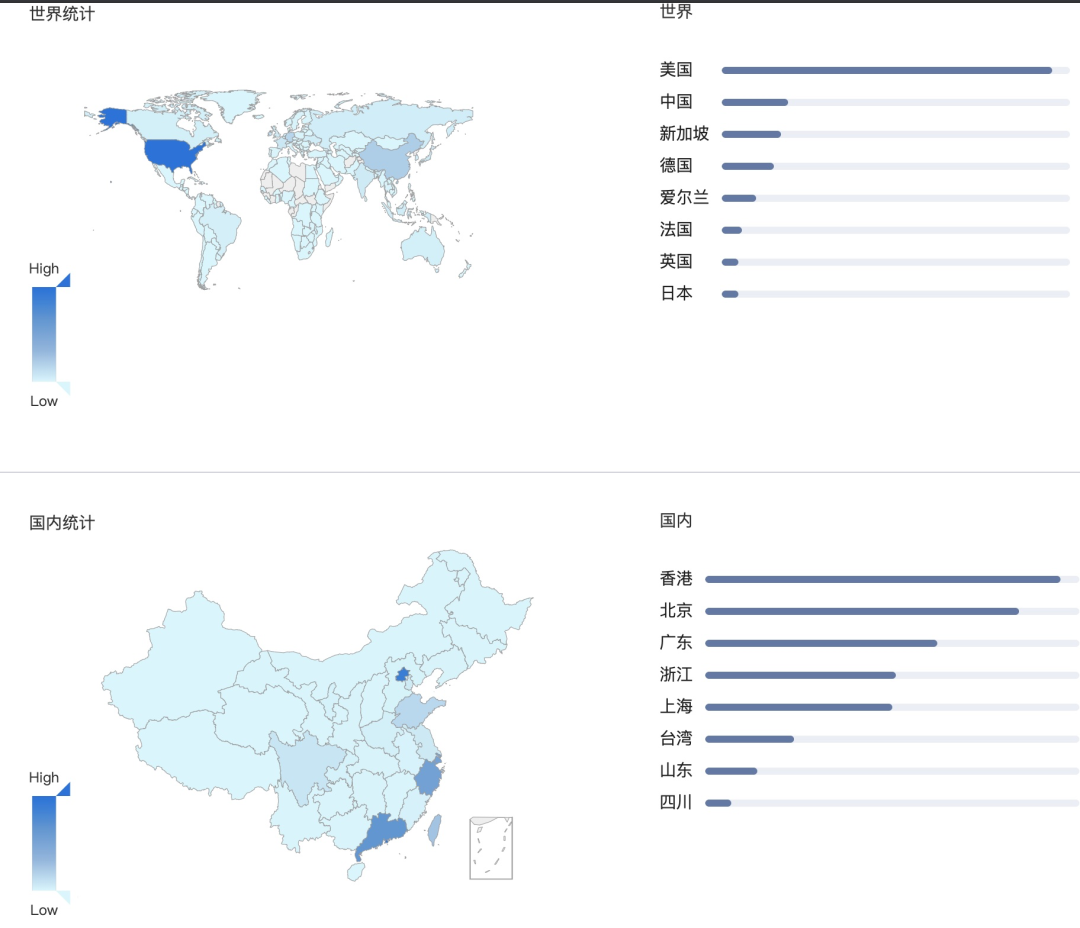 世界统计
世界
美国
中国
新加坡
德国
爱尔兰
法国
英国
日本
High
Low
国内统计
国内
香港
北京
广东
浙江
上海
台湾
山东
四川
High
Low